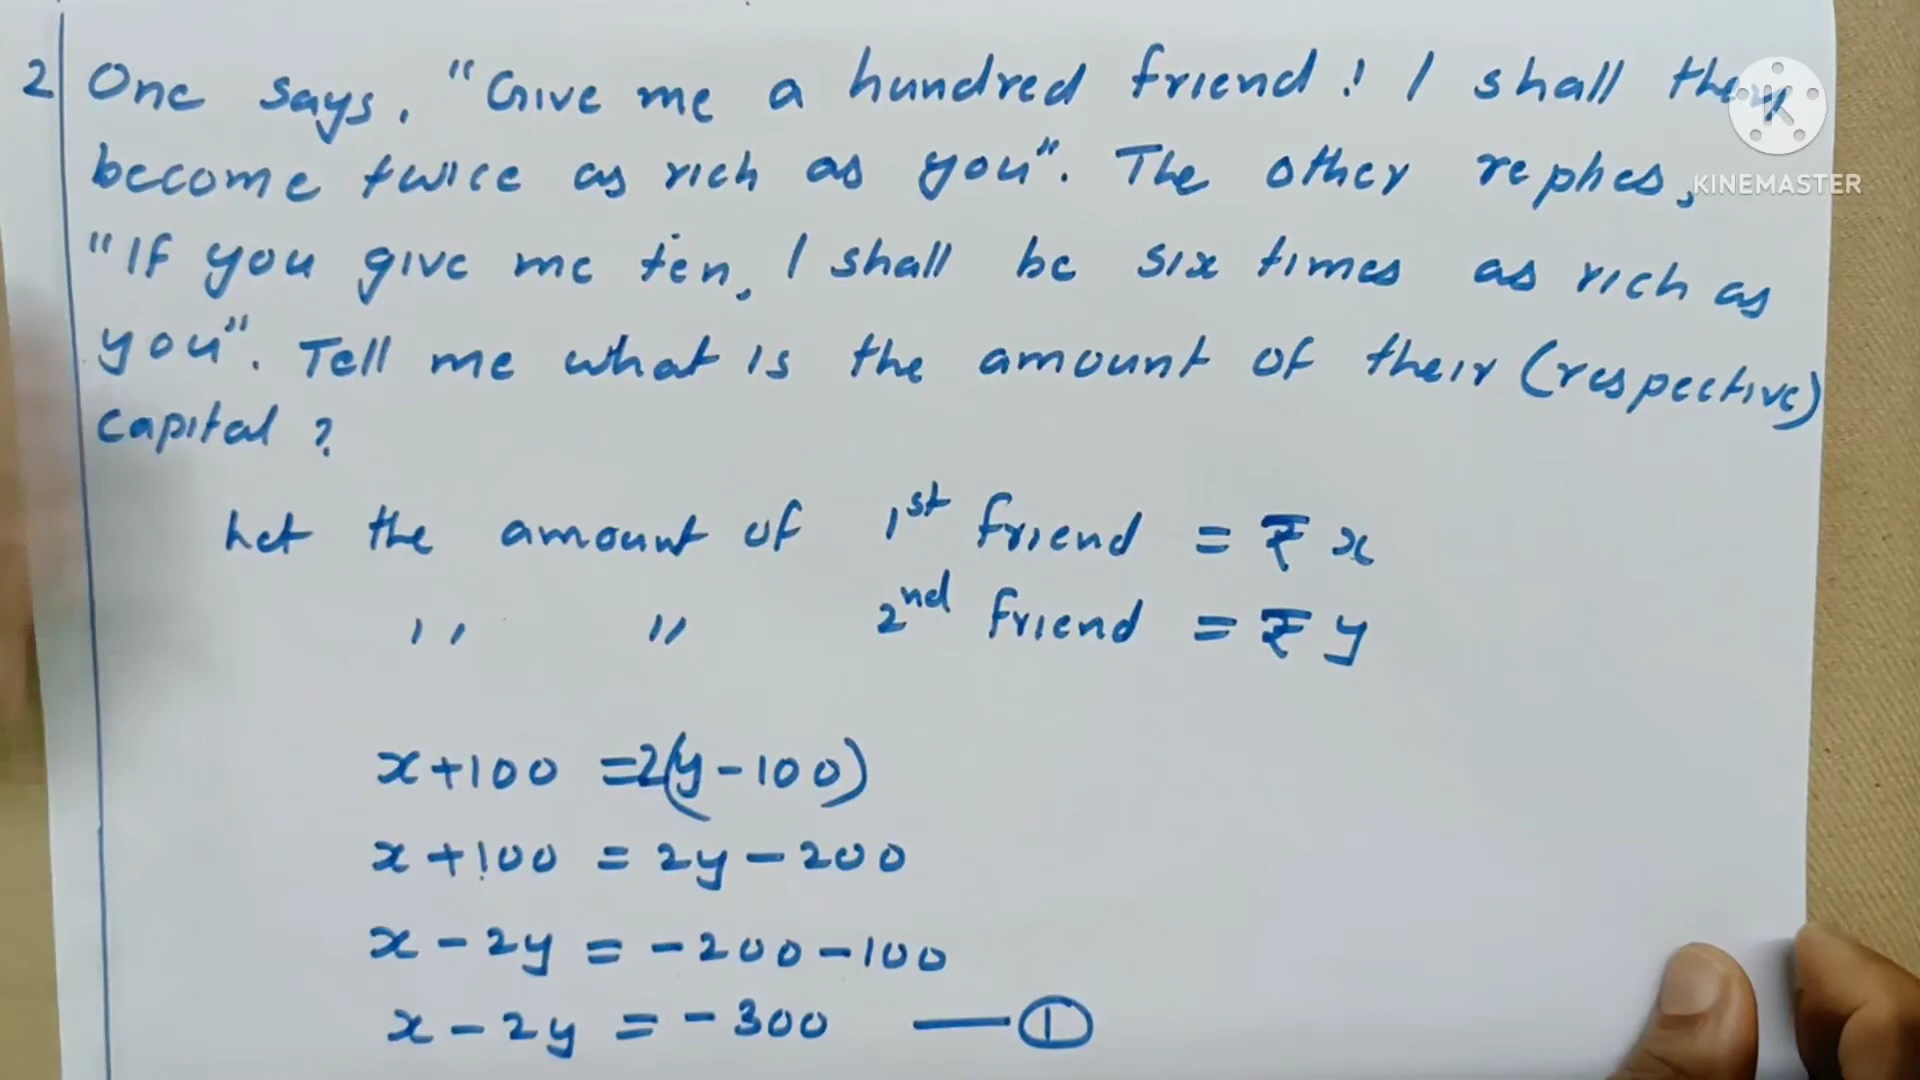 2 One says, "Give me a hundred friend! I shall then
become twice as rich as you". The other replies,
"If you give me ten, I shall be six times as rich as
you". Tell me what is the amount of their (respective)
capital?
Let the amount of 1st friend = ₹ x
,, ,, 2nd friend = ₹ y
x+100 = 2(y-100)
x+100 = 2y-200
x-2y = -200-100
x-2y = -300 — ①
K
KINEMASTER